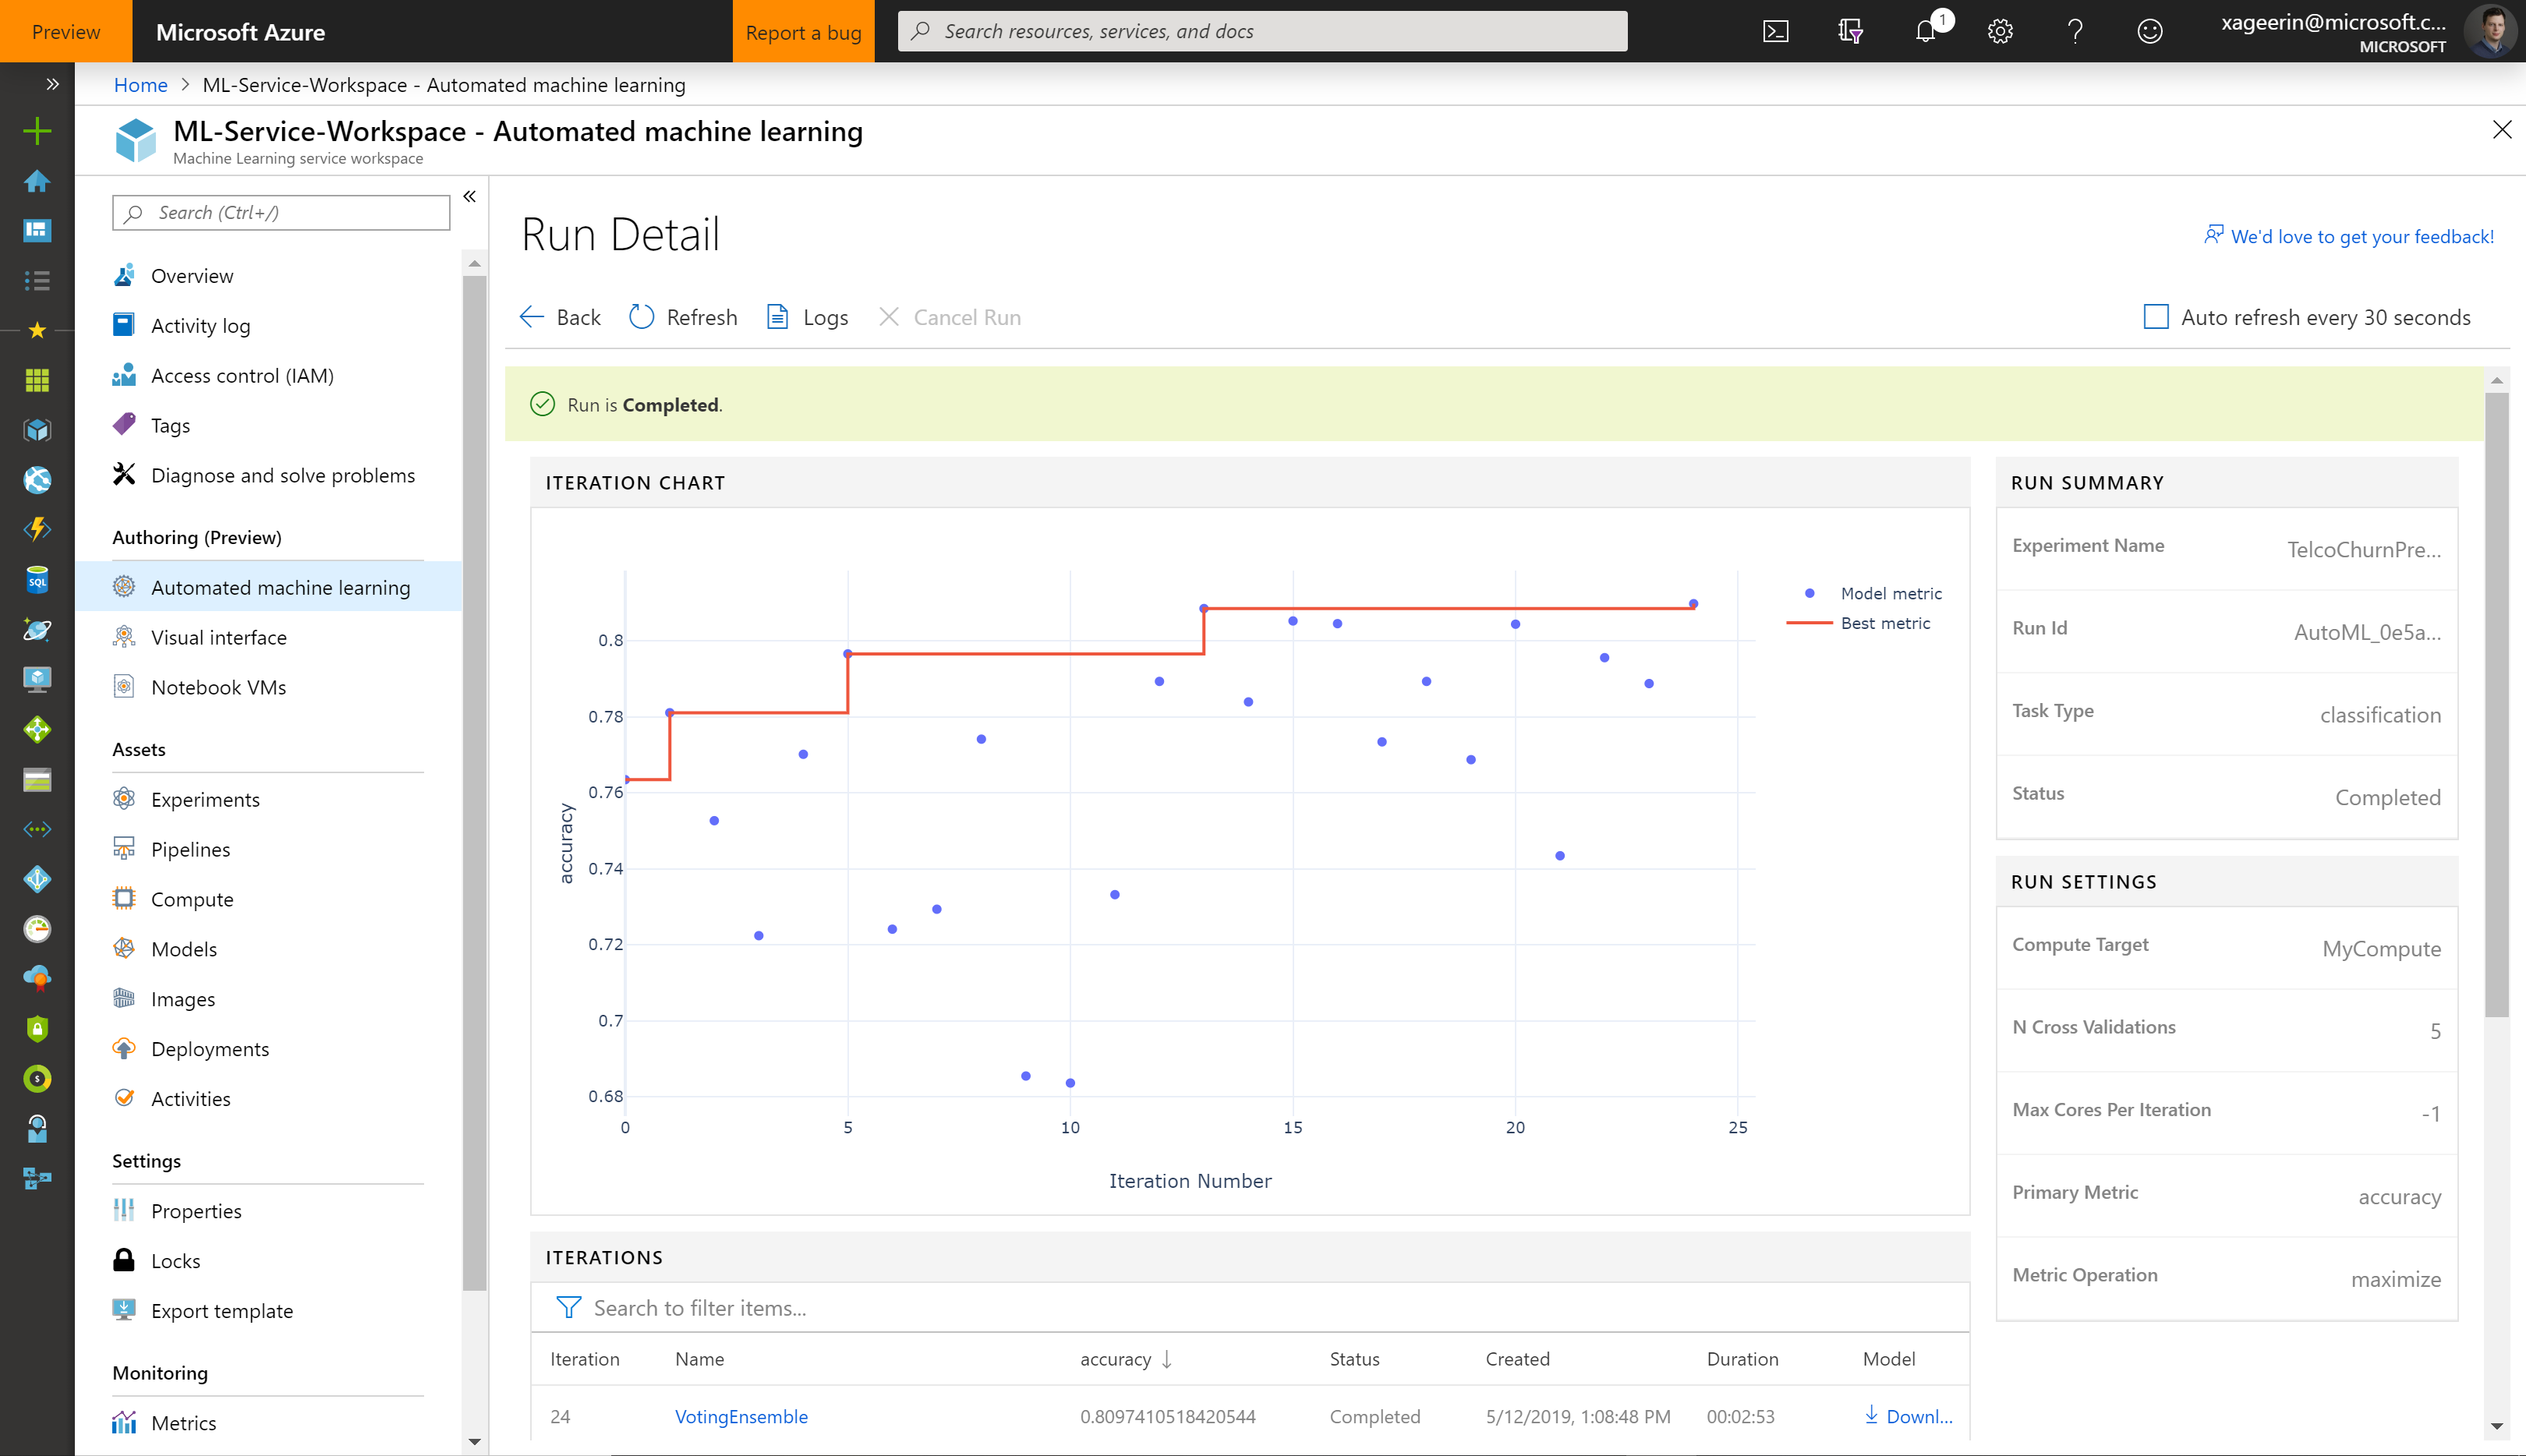 Preview
Microsoft Azure
Report a bug
Search resources, services, and docs
1
xageerin@microsoft.c...
MICROSOFT
Home > ML-Service-Workspace - Automated machine learning
ML-Service-Workspace - Automated machine learning
Machine Learning service workspace
Search (Ctrl+/)
Overview
Activity log
Access control (IAM)
Tags
Diagnose and solve problems
Authoring (Preview)
Automated machine learning
Visual interface
Notebook VMs
Assets
Experiments
Pipelines
Compute
Models
Images
Deployments
Activities
Settings
Properties
Locks
Export template
Monitoring
Metrics
SQL
Run Detail
We'd love to get your feedback!
Back
Refresh
Logs
Cancel Run
Auto refresh every 30 seconds
Run is Completed.
ITERATION CHART
accuracy
0.8
0.78
0.76
0.74
0.72
0.7
0.68
0
5
10
15
20
25
Iteration Number
Model metric
Best metric
ITERATIONS
Search to filter items...
Iteration Name accuracy ↓ Status Created Duration Model
24 VotingEnsemble 0.8097410518420544 Completed 5/12/2019, 1:08:48 PM 00:02:53 Downl...
RUN SUMMARY
Experiment Name TelcoChurnPre...
Run Id AutoML_0e5a...
Task Type classification
Status Completed
RUN SETTINGS
Compute Target MyCompute
N Cross Validations 5
Max Cores Per Iteration -1
Primary Metric accuracy
Metric Operation maximize